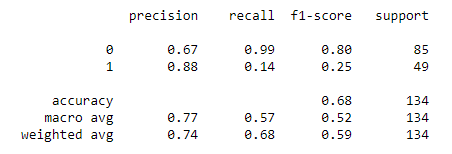 precision recall f1-score support
0 0.67 0.99 0.80 85
1 0.88 0.14 0.25 49
accuracy 0.68 134
macro avg 0.77 0.57 0.52 134
weighted avg 0.74 0.68 0.59 134